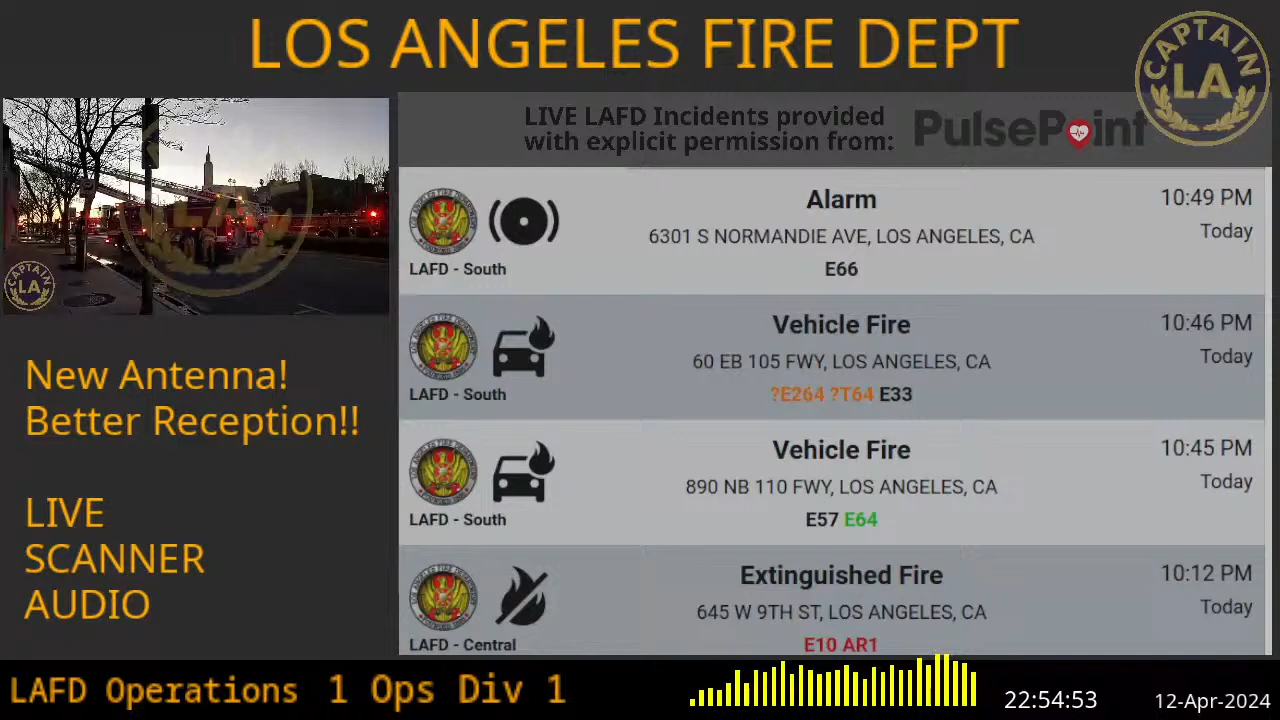 LOS ANGELES FIRE DEPT
CAPTAIN
LA
LIVE LAFD Incidents provided
with explicit permission from:
PulsePoint
LA
CAPTAIN
LA
New Antenna!
Better Reception!!
LIVE
SCANNER
AUDIO
Alarm
10:49 PM
6301 S NORMANDIE AVE, LOS ANGELES, CA
Today
LAFD - South
E66
Vehicle Fire
10:46 PM
60 EB 105 FWY, LOS ANGELES, CA
Today
LAFD - South
?E264 ?T64 E33
Vehicle Fire
10:45 PM
890 NB 110 FWY, LOS ANGELES, CA
Today
LAFD - South
E57 E64
Extinguished Fire
10:12 PM
645 W 9TH ST, LOS ANGELES, CA
Today
LAFD - Central
E10 AR1
LAFD Operations 1 Ops Div 1
22:54:53
12-Apr-2024